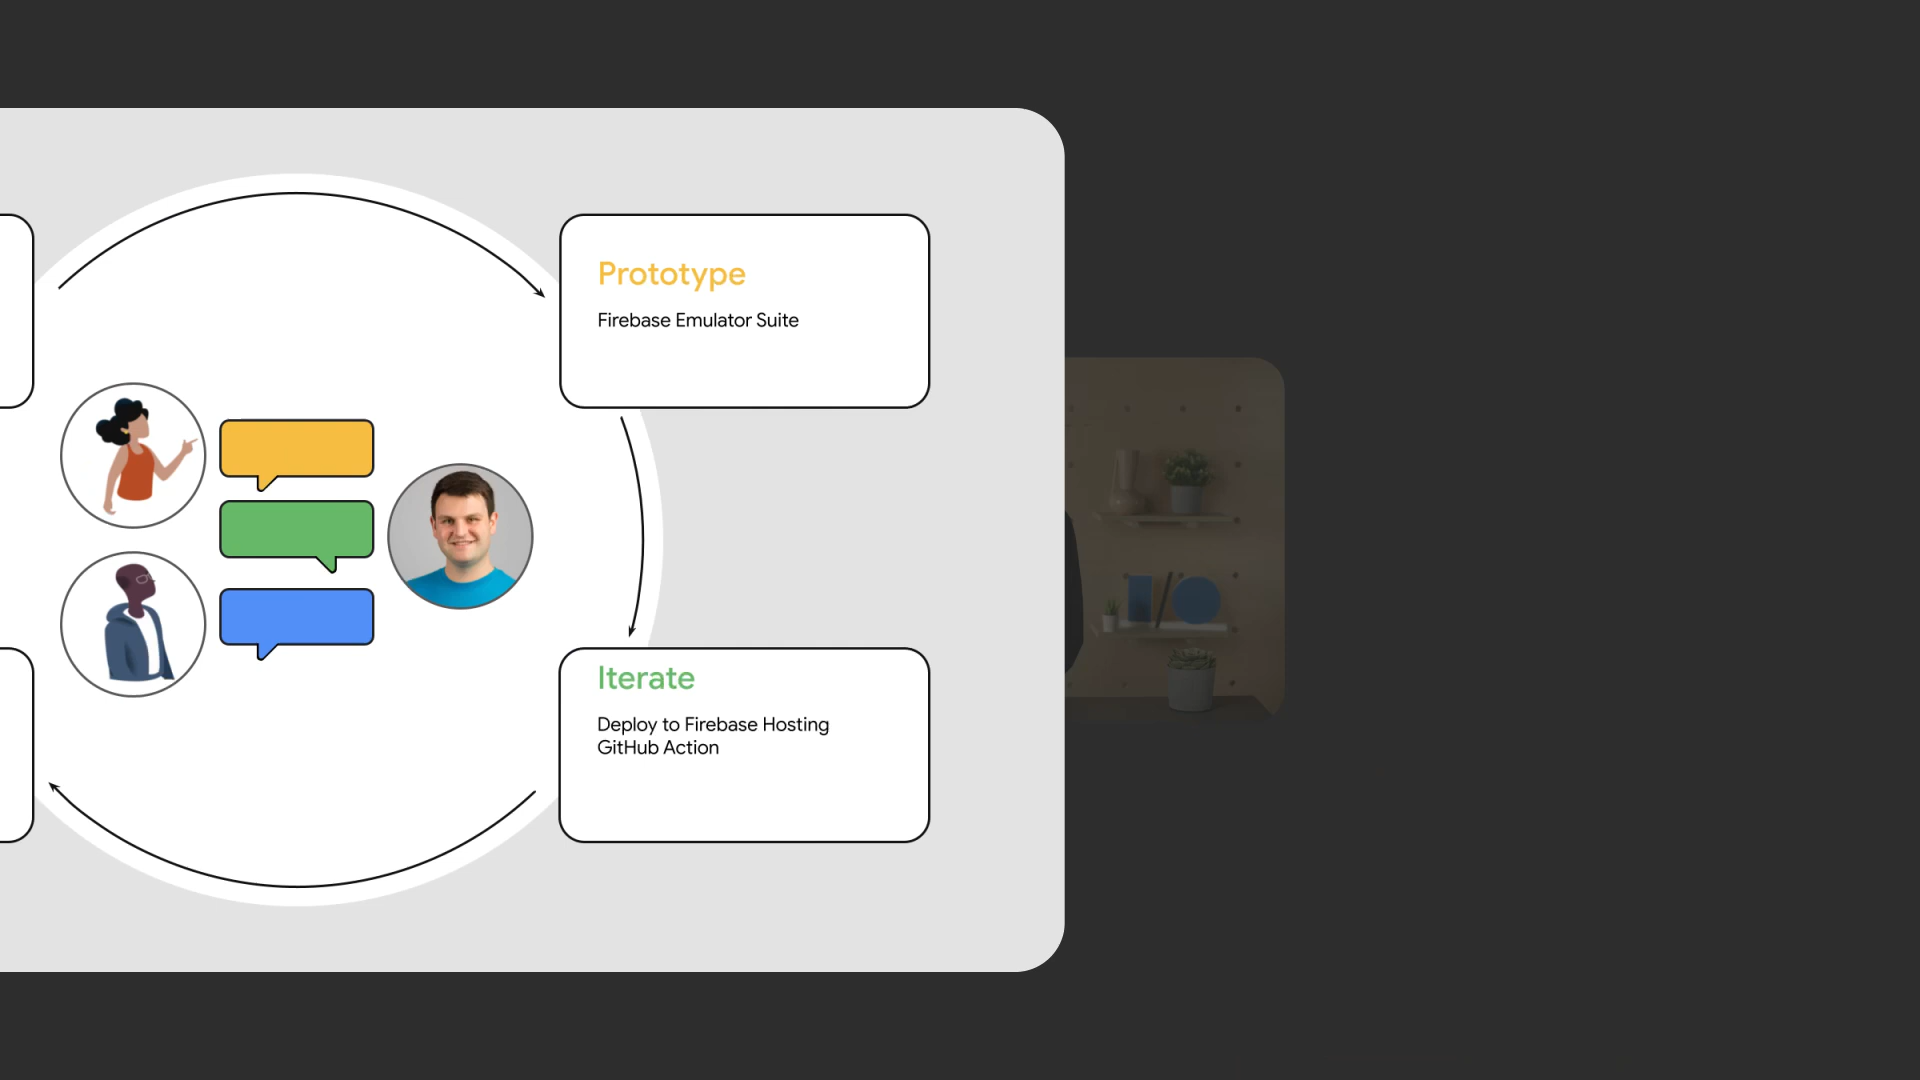 Prototype
Firebase Emulator Suite
Iterate
Deploy to Firebase Hosting
GitHub Action